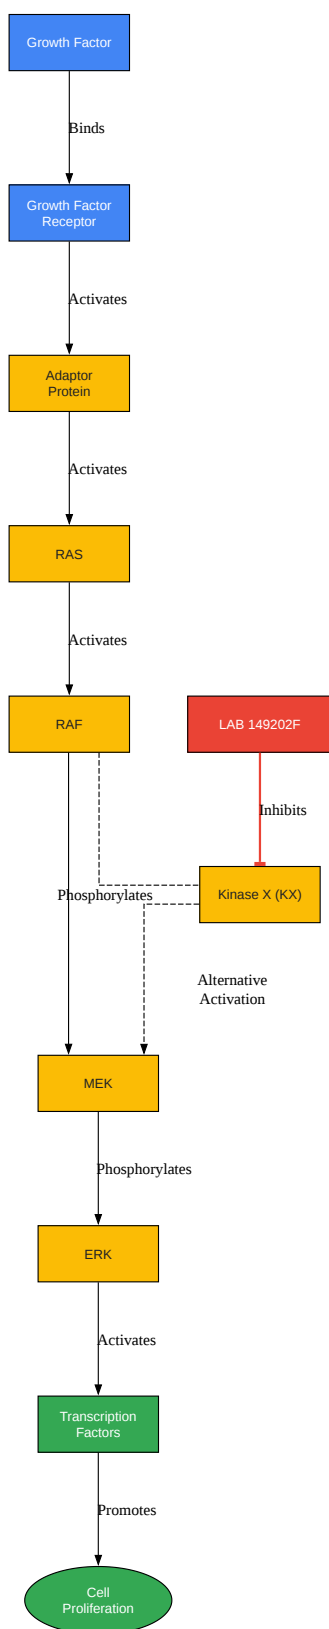 Growth Factor
Binds
Growth Factor
Receptor
Activates
Adaptor
Protein
Activates
RAS
Activates
RAF
LAB 149202F
Inhibits
Phosphorylates
Kinase X (KX)
Alternative
Activation
MEK
Phosphorylates
ERK
Activates
Transcription
Factors
Promotes
Cell
Proliferation